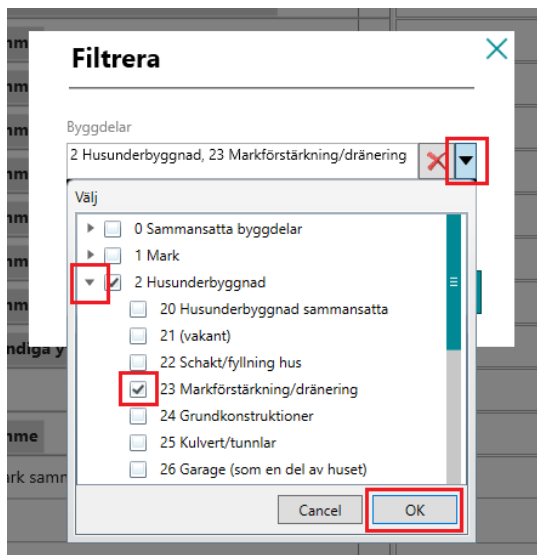 Filtrera
Byggdelar
2 Husunderbyggnad, 23 Markförstärkning/dränering
Välj
0 Sammansatta byggdelar
1 Mark
2 Husunderbyggnad
20 Husunderbyggnad sammansatta
21 (vakant)
22 Schakt/fyllning hus
23 Markförstärkning/dränering
24 Grundkonstruktioner
25 Kulvert/tunnlar
26 Garage (som en del av huset)
Cancel OK